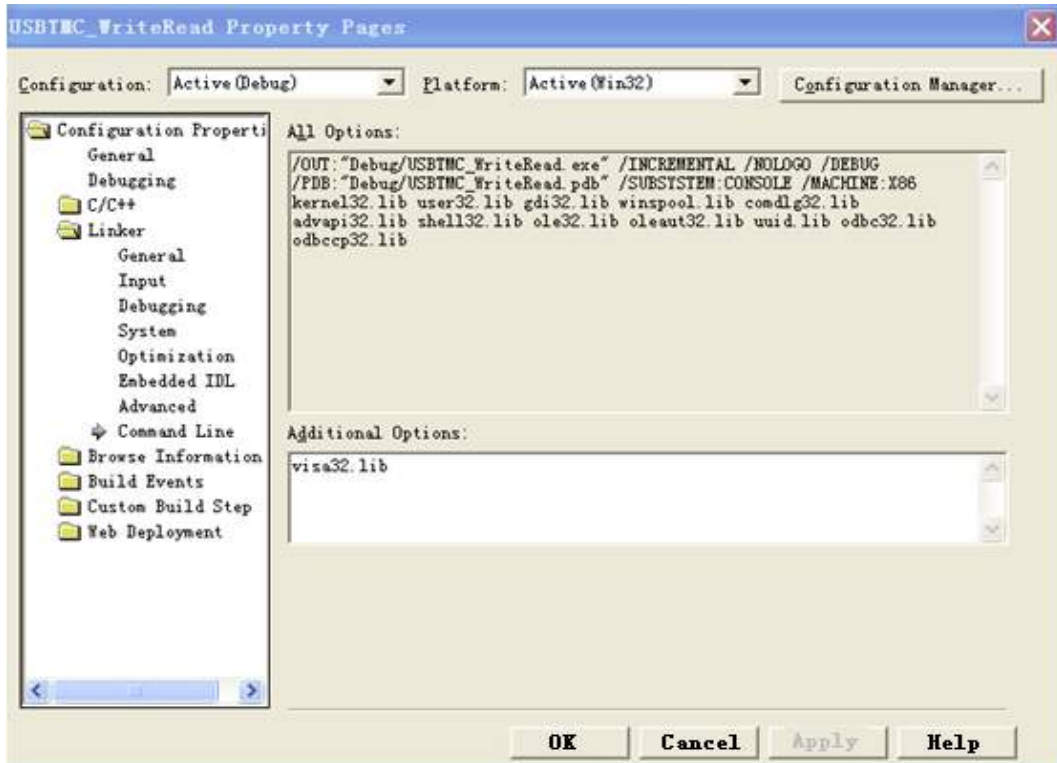 USBTMC_WriteRead Property Pages
Configuration: Active(Debug) Platform: Active(Win32) Configuration Manager...
Configuration Properti
General
Debugging
C/C++
Linker
General
Input
Debugging
System
Optimization
Embedded IDL
Advanced
Command Line
Browse Information
Build Events
Custom Build Step
Web Deployment
All Options:
/OUT:"Debug/USBTMC_WriteRead.exe" /INCREMENTAL /NOLOGO /DEBUG
/PDB:"Debug/USBTMC_WriteRead.pdb" /SUBSYSTEM:CONSOLE /MACHINE:X86
kernel32.lib user32.lib gdi32.lib winspool.lib comdlg32.lib
advapi32.lib shell32.lib ole32.lib oleaut32.lib uuid.lib odbc32.lib
odbccp32.lib
Additional Options:
visa32.lib
OK Cancel Apply Help